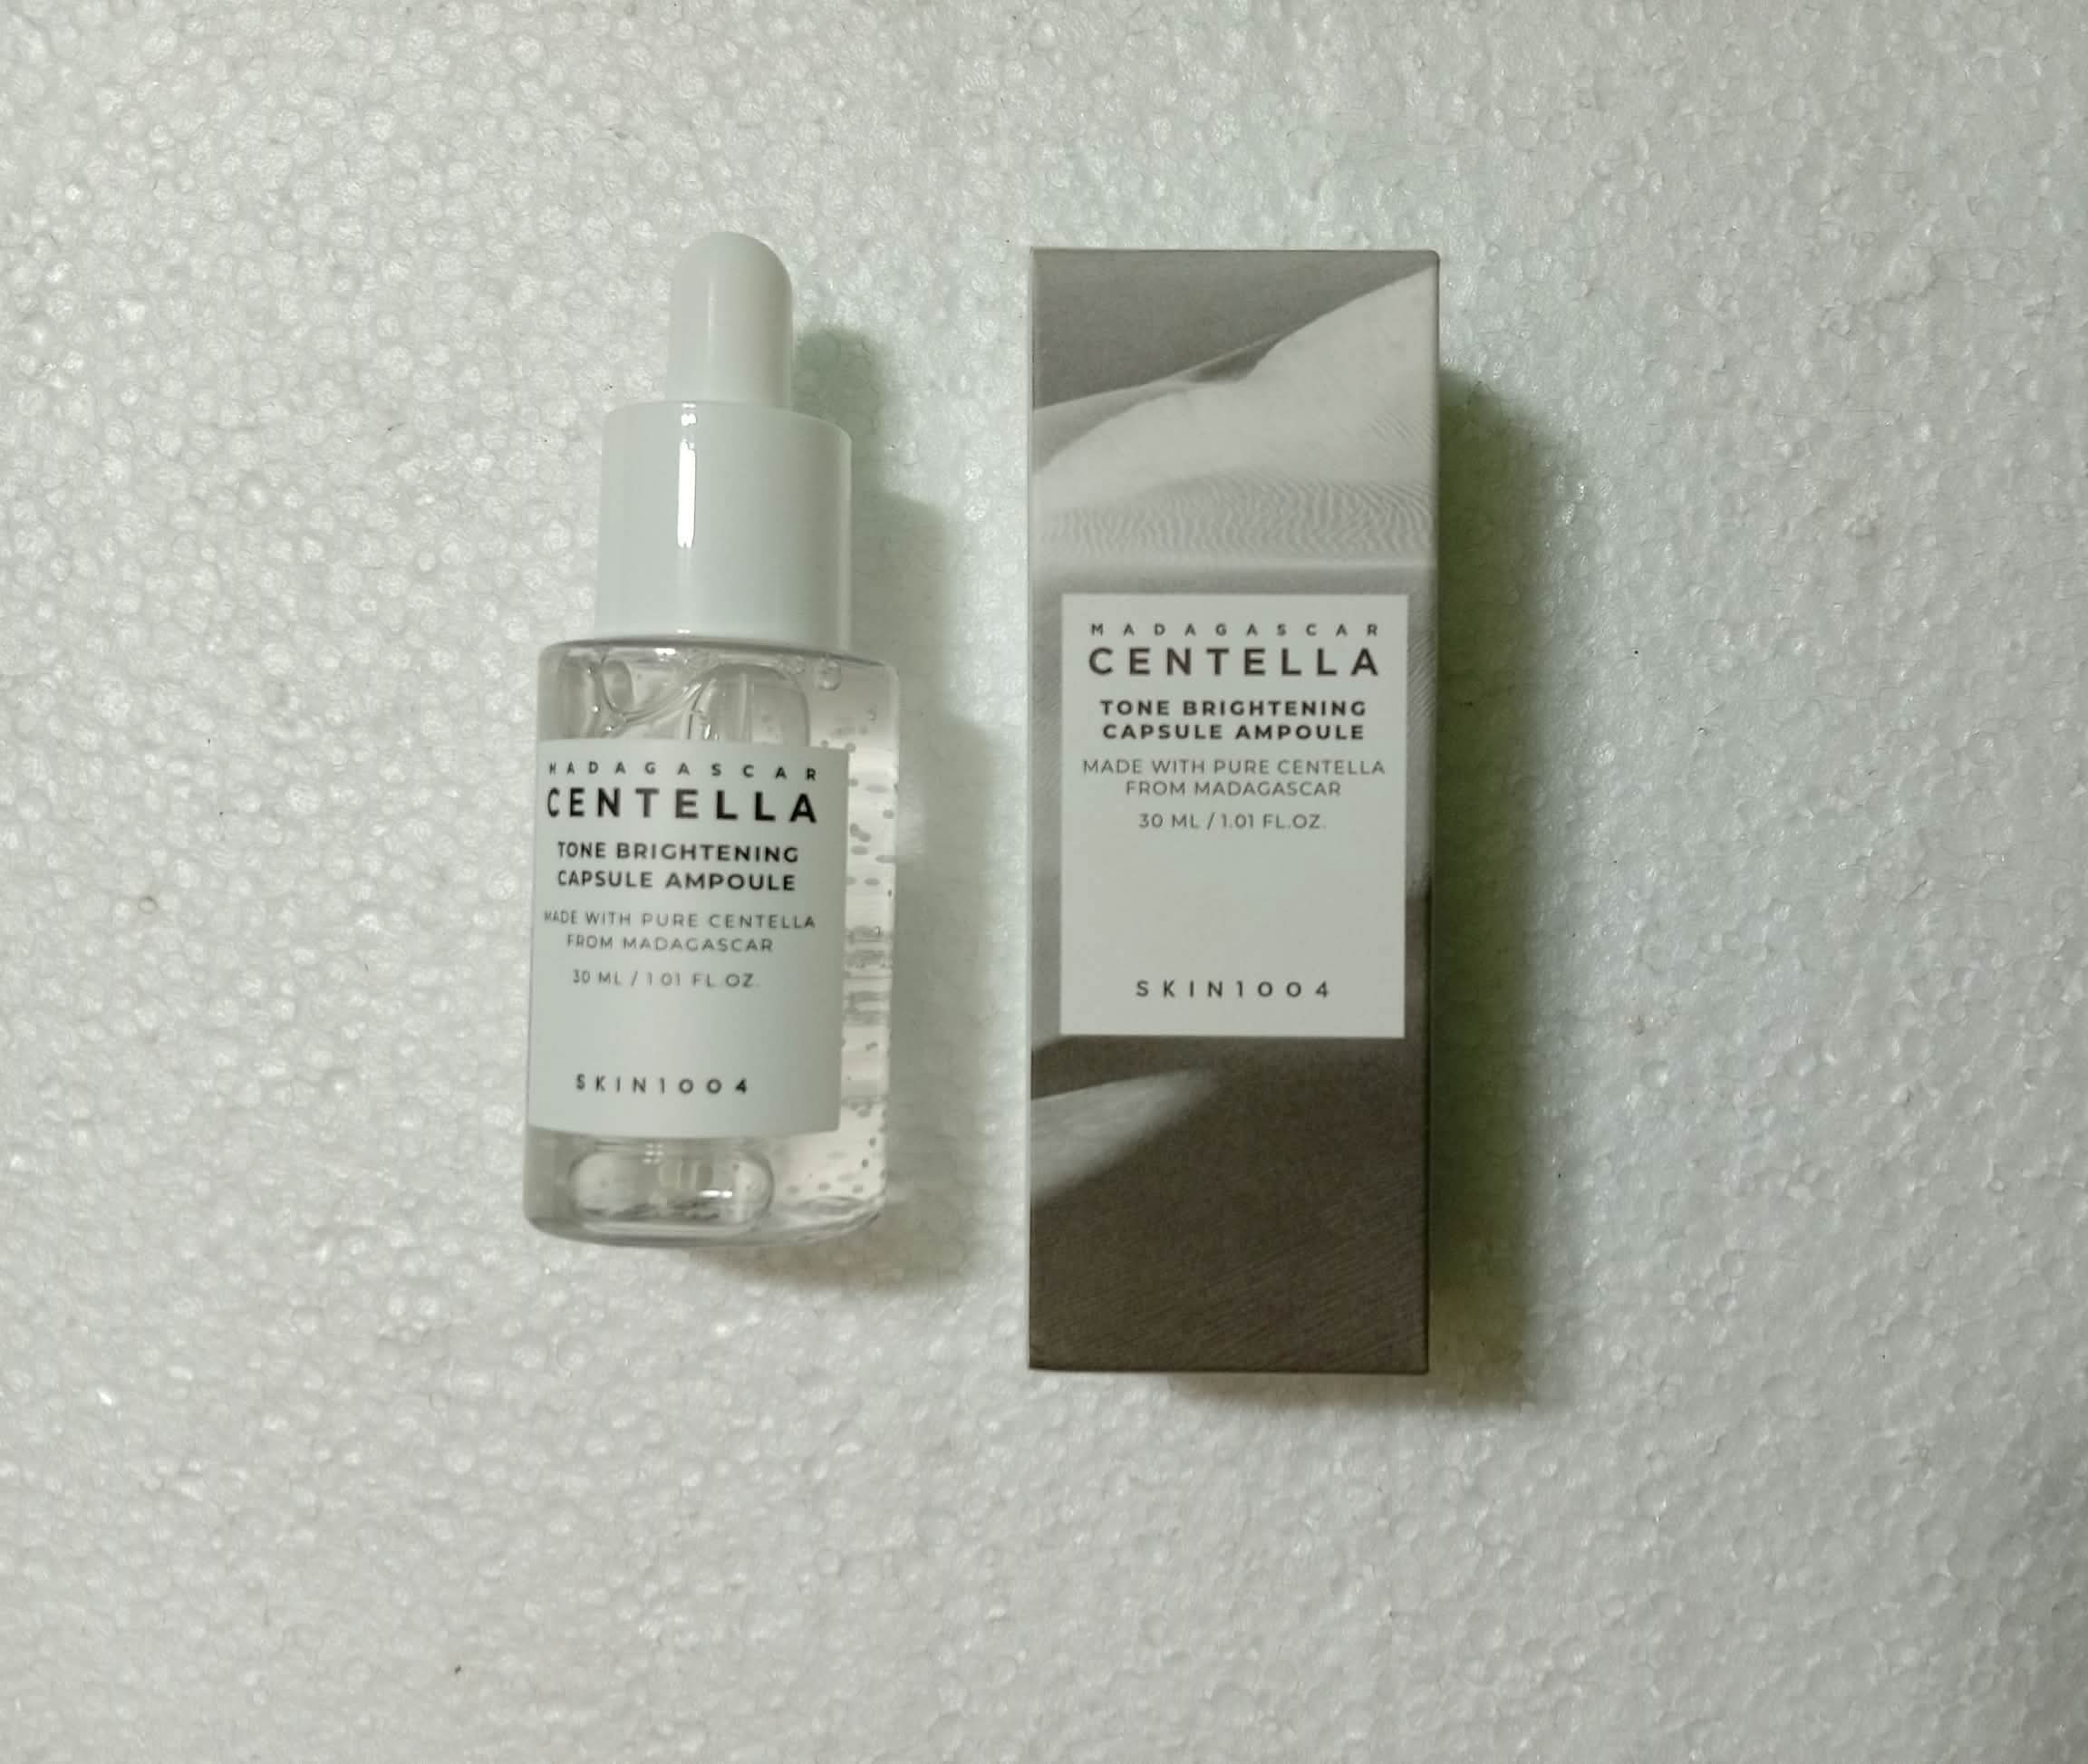 MADAGASCAR
CENTELLA
TONE BRIGHTENING
CAPSULE AMPOULE
MADE WITH PURE CENTELLA
FROM MADAGASCAR
30 ML / 1.01 FL.OZ.
SKIN1004
MADAGASCAR
CENTELLA
TONE BRIGHTENING
CAPSULE AMPOULE
MADE WITH PURE CENTELLA
FROM MADAGASCAR
30 ML / 1.01 FL.OZ.
SKIN1004